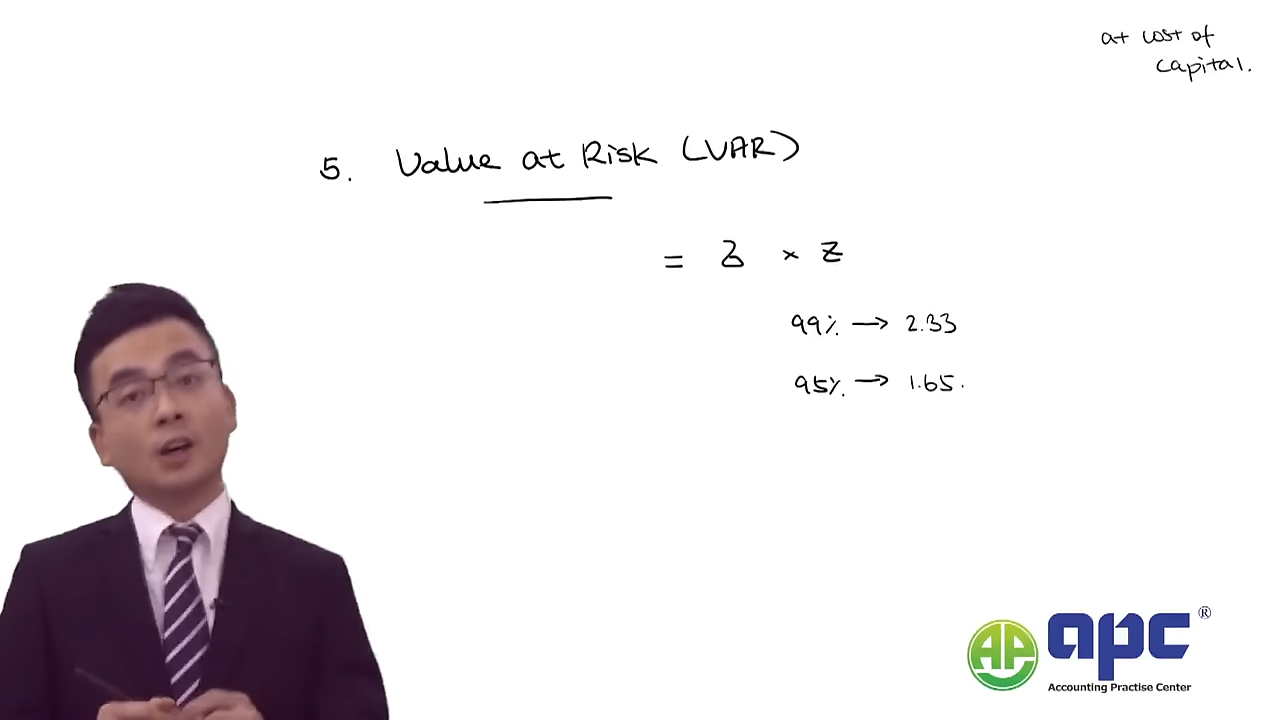 at cost of
capital.
5. Value at Risk (VAR)
= × Z
99% → 2.33
95% → 1.65.
AP apc ®
Accounting Practise Center